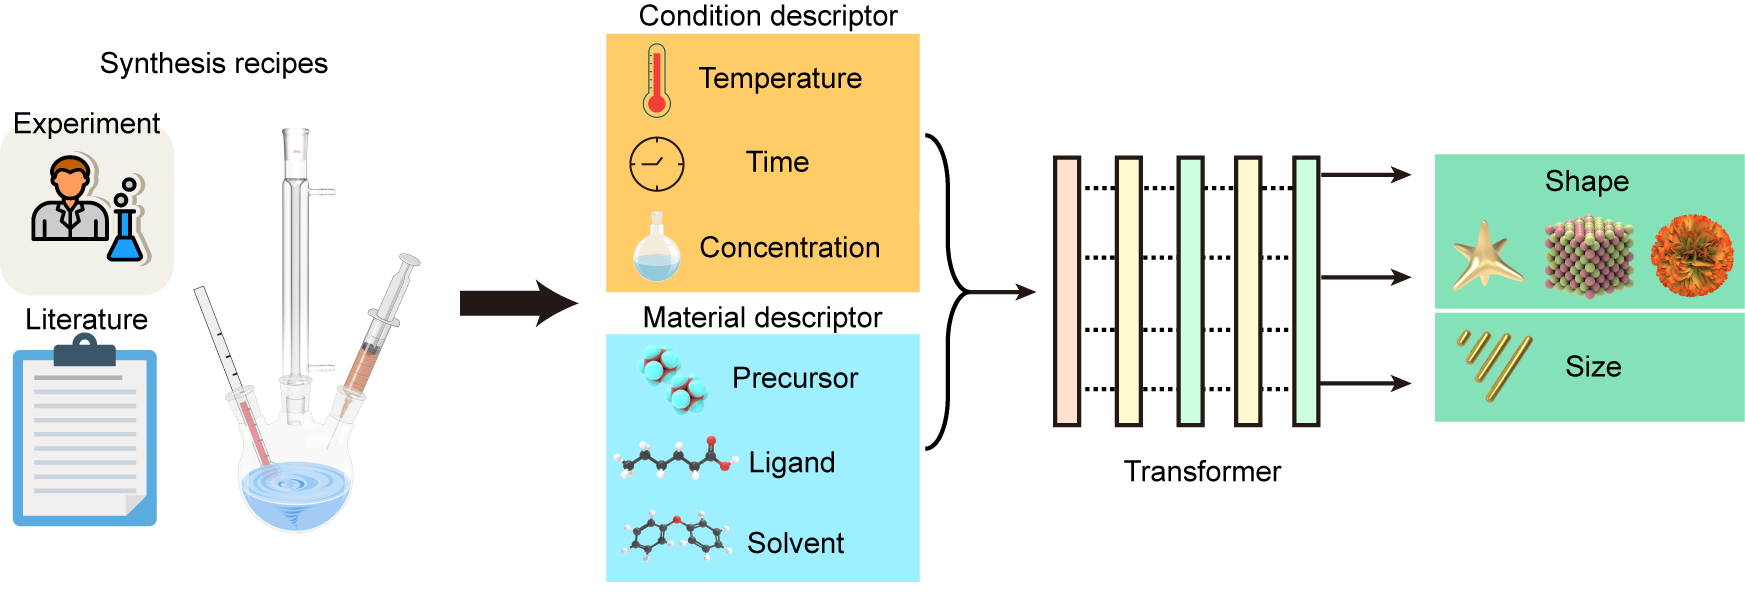 Synthesis recipes
Experiment
Literature
Condition descriptor
Temperature
Time
Concentration
Material descriptor
Precursor
Ligand
Solvent
Transformer
Shape
Size